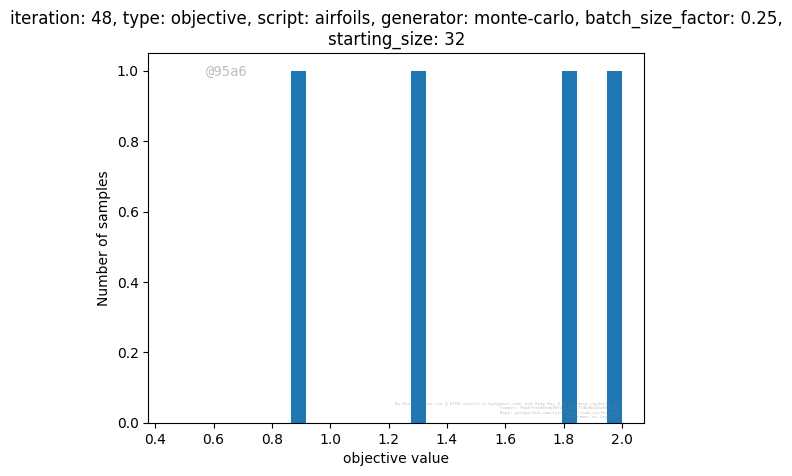 iteration: 48, type: objective, script: airfoils, generator: monte-carlo, batch_size_factor: 0.25,
starting_size: 32
@95a6
1.0
0.8
0.6
0.4
0.2
0.0
Number of samples
0.4 0.6 0.8 1.0 1.2 1.4 1.6 1.8 2.0
objective value